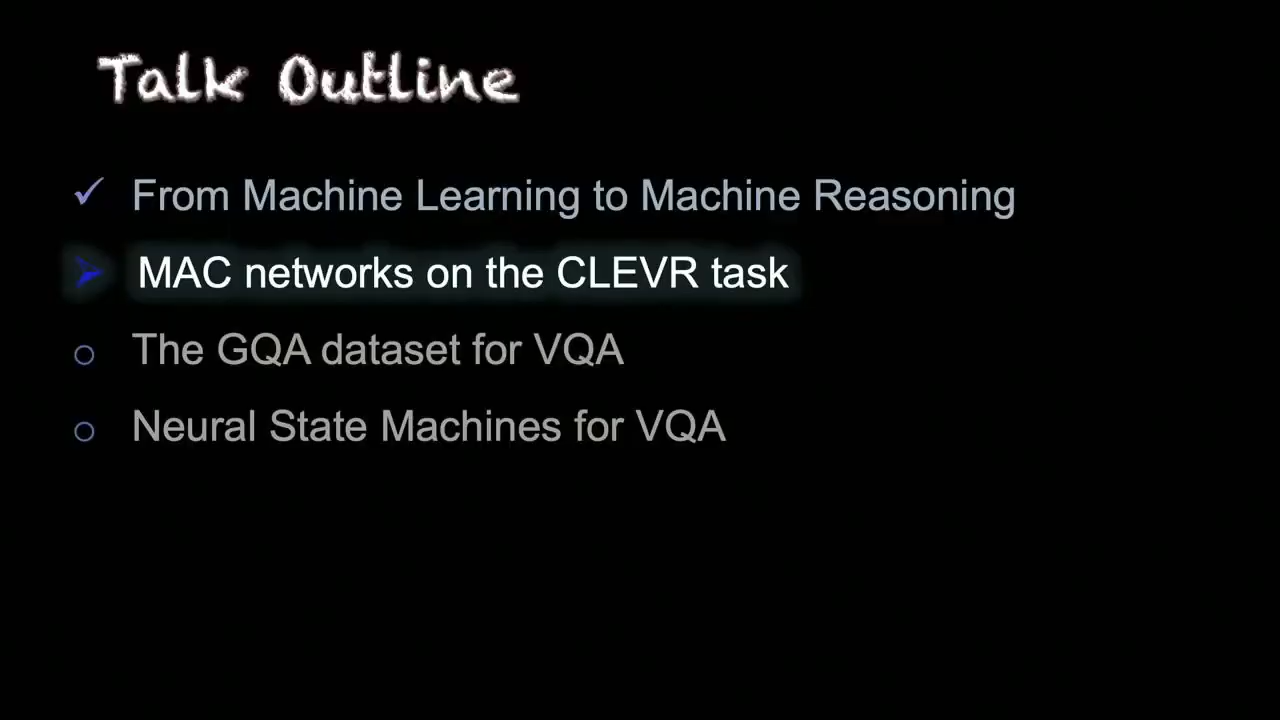 Talk Outline
✓ From Machine Learning to Machine Reasoning
➢ MAC networks on the CLEVR task
o The GQA dataset for VQA
o Neural State Machines for VQA